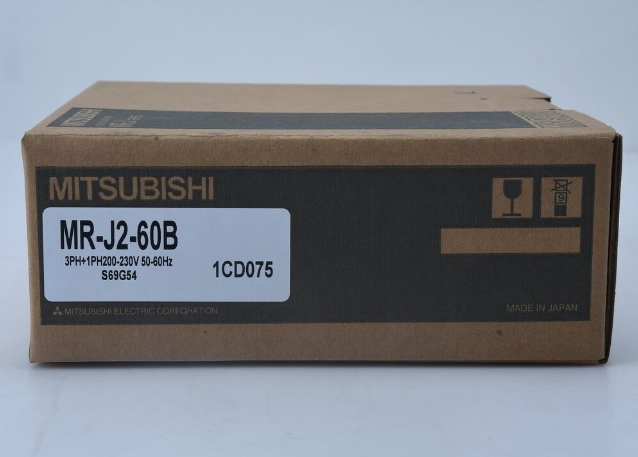 MITSUBISHI
MR-J2-60B
3PH+1PH200-230V 50-60Hz
S69G54
1CD075
MITSUBISHI ELECTRIC CORPORATION
MADE IN JAPAN